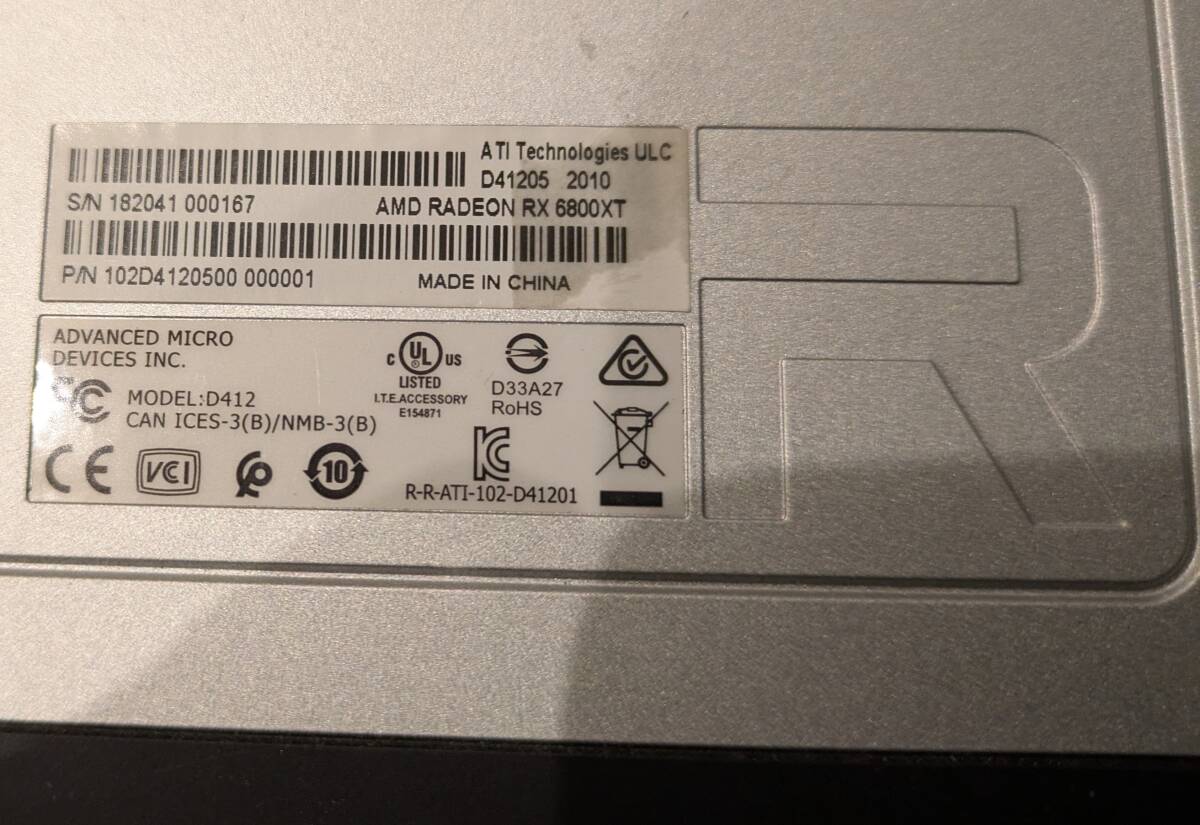 ATI Technologies ULC
D41205 2010
S/N 182041 000167 AMD RADEON RX 6800XT
P/N 102D4120500 000001 MADE IN CHINA
ADVANCED MICRO
DEVICES INC.
FC
MODEL:D412
CAN ICES-3(B)/NMB-3(B)
C UL US
LISTED
I.T.E.ACCESSORY
E154871
D33A27
RoHS
CE
VCI
10
KC
R-R-ATI-102-D41201
R